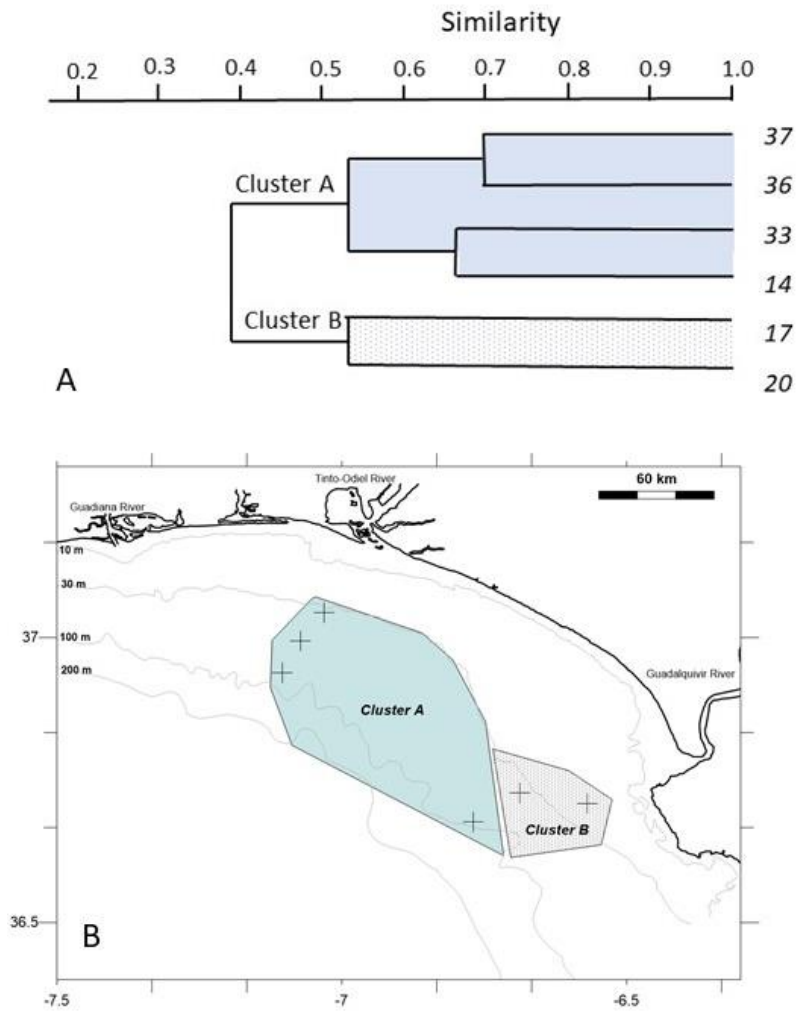 Similarity
0.2 0.3 0.4 0.5 0.6 0.7 0.8 0.9 1.0
37
Cluster A
36
33
14
Cluster B
17
A
20
Tinto-Odiel River
60 km
Guadiana River
10 m
30 m
37
100 m
200 m
Guadalquivir River
Cluster A
Cluster B
36.5
B
-7.5 -7 -6.5